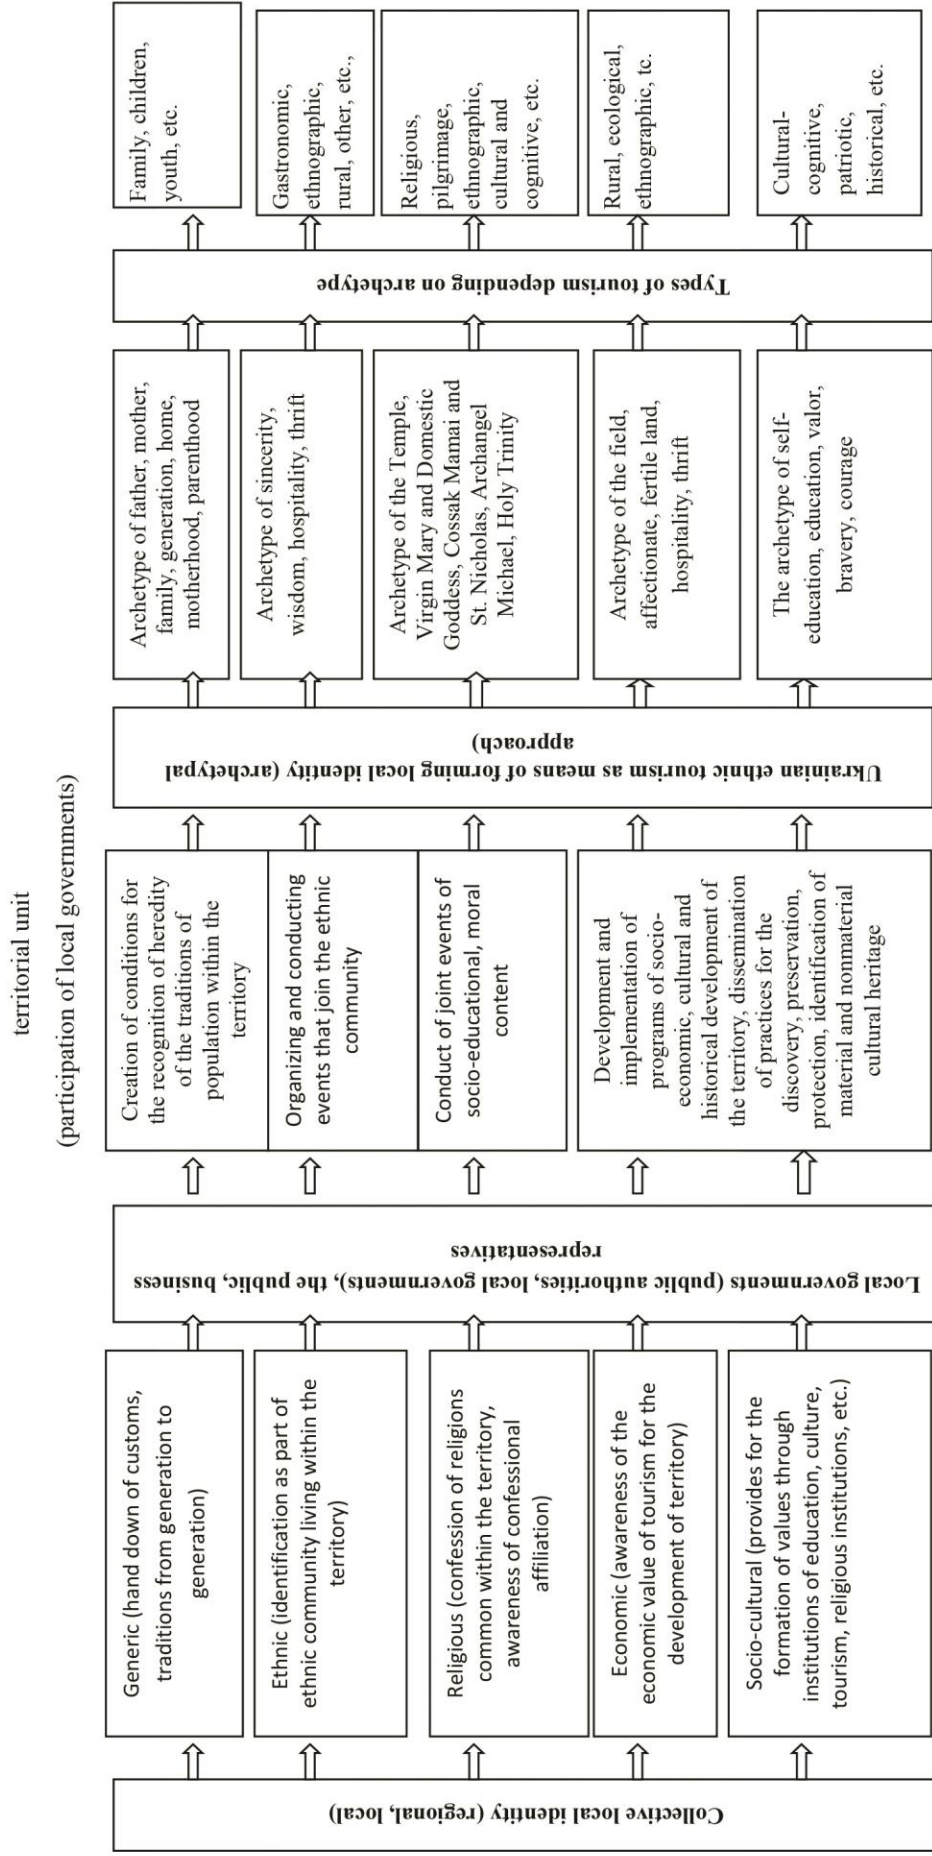 territorial unit
(participation of local governments)
Collective local identity (regional, local)
Generic (hand down of customs,
traditions from generation to
generation)
Ethnic (identification as part of
ethnic community living within the
territory)
Religious (confession of religions
common within the territory,
awareness of confessional
affiliation)
Economic (awareness of the
economic value of tourism for the
development of territory)
Socio-cultural (provides for the
formation of values through
institutions of education, culture,
tourism, religious institutions, etc.)
Local governments (public authorities, local governments), the public, business
representatives
Creation of conditions for
the recognition of heredity
of the traditions of
population within the
territory
Organizing and conducting
events that join the ethnic
community
Conduct of joint events of
socio-educational, moral
content
Development and
implementation of
programs of socio-
economic, cultural and
historical development of
the territory, dissemination
of practices for the
discovery, preservation,
protection, identification of
material and nonmaterial
cultural heritage
Ukrainian ethnic tourism as means of forming local identity (archetypal
approach)
Archetype of father, mother,
family, generation, home,
motherhood, parenthood
Archetype of sincerity,
wisdom, hospitality, thrift
Archetype of the Temple,
Virgin Mary and Domestic
Goddess, Cossak Mamai and
St. Nicholas, Archangel
Michael, Holy Trinity
Archetype of the field,
affectionate, fertile land,
hospitality, thrift
The archetype of self-
education, education, valor,
bravery, courage
Types of tourism depending on archetype
Family, children,
youth, etc.
Gastronomic,
ethnographic,
rural, other, etc.,
Religious,
pilgrimage,
ethnographic,
cultural and
cognitive, etc.
Rural, ecological,
ethnographic, tc.
Cultural-
cognitive,
patriotic,
historical, etc.